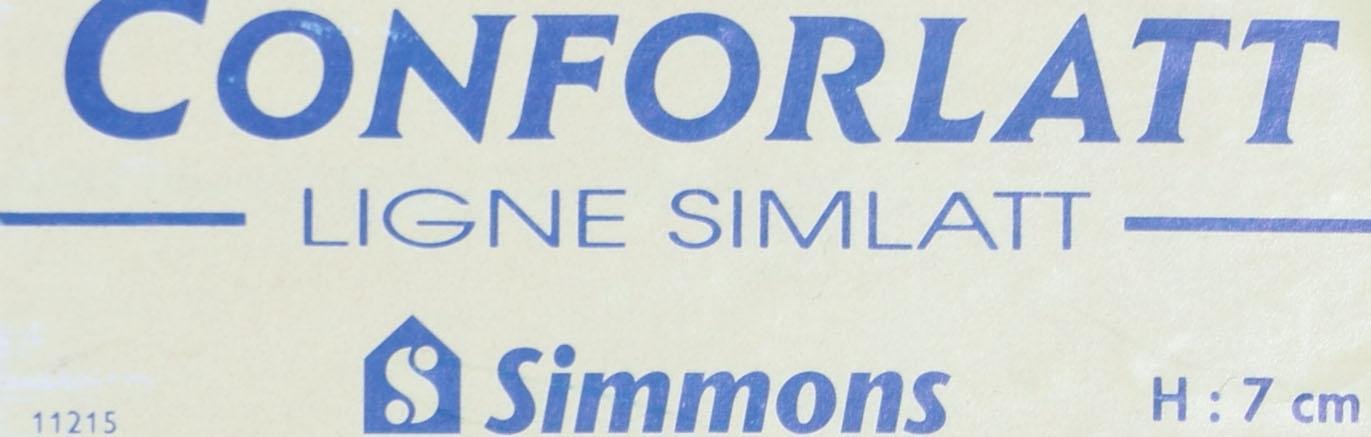 CONFORLATT
LIGNE SIMLATT
11215 Simmons H : 7 cm